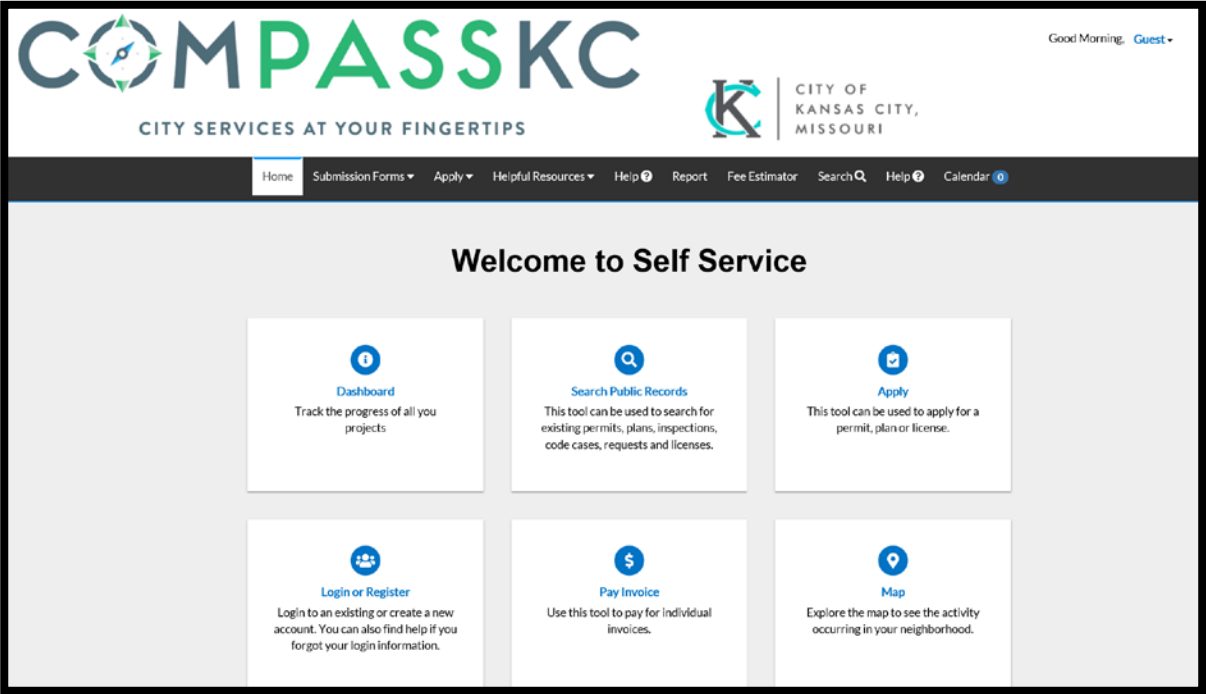 COMPASSKC
CITY SERVICES AT YOUR FINGERTIPS
KC
CITY OF
KANSAS CITY,
MISSOURI
Good Morning, Guest
Home Submission Forms Apply Helpful Resources Help ? Report Fee Estimator Search Help ? Calendar 0
Welcome to Self Service
Dashboard
Track the progress of all you
projects
Search Public Records
This tool can be used to search for
existing permits, plans, inspections,
code cases, requests and licenses.
Apply
This tool can be used to apply for a
permit, plan or license.
Login or Register
Login to an existing or create a new
account. You can also find help if you
forgot your login information.
$
Pay Invoice
Use this tool to pay for individual
invoices.
Map
Explore the map to see the activity
occurring in your neighborhood.